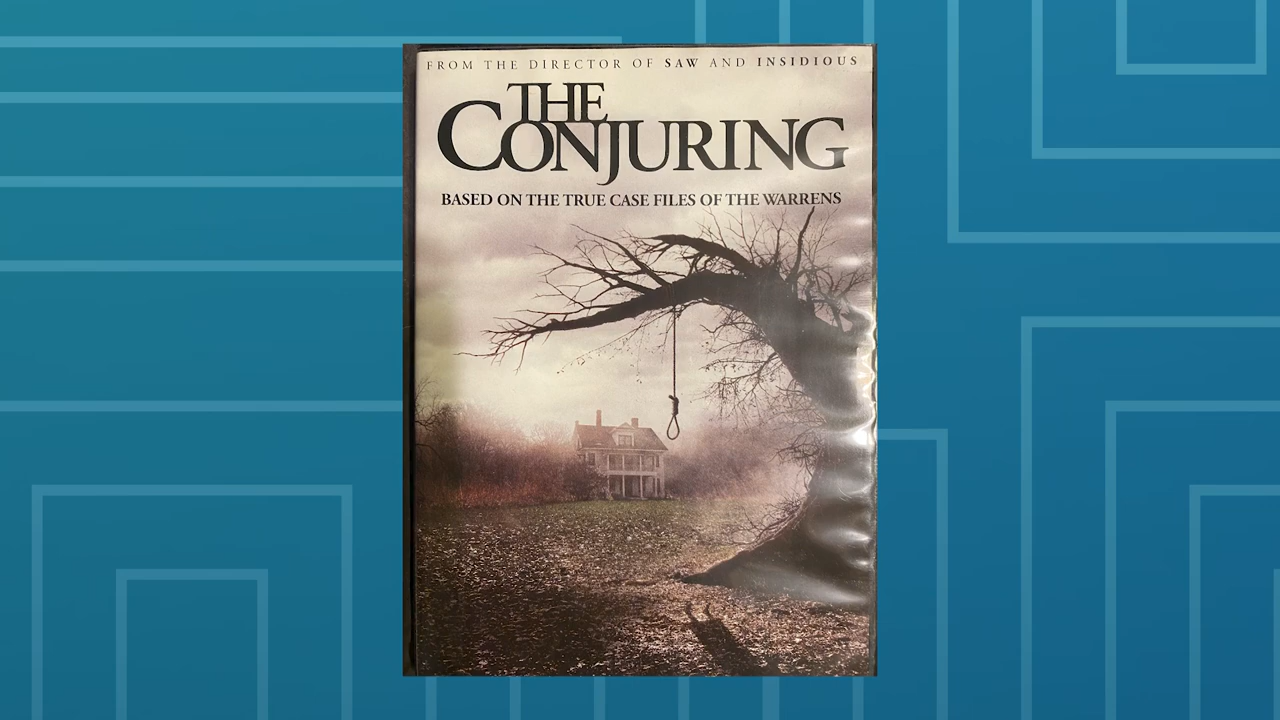 FROM THE DIRECTOR OF SAW AND INSIDIOUS
THE
CONJURING
BASED ON THE TRUE CASE FILES OF THE WARRENS